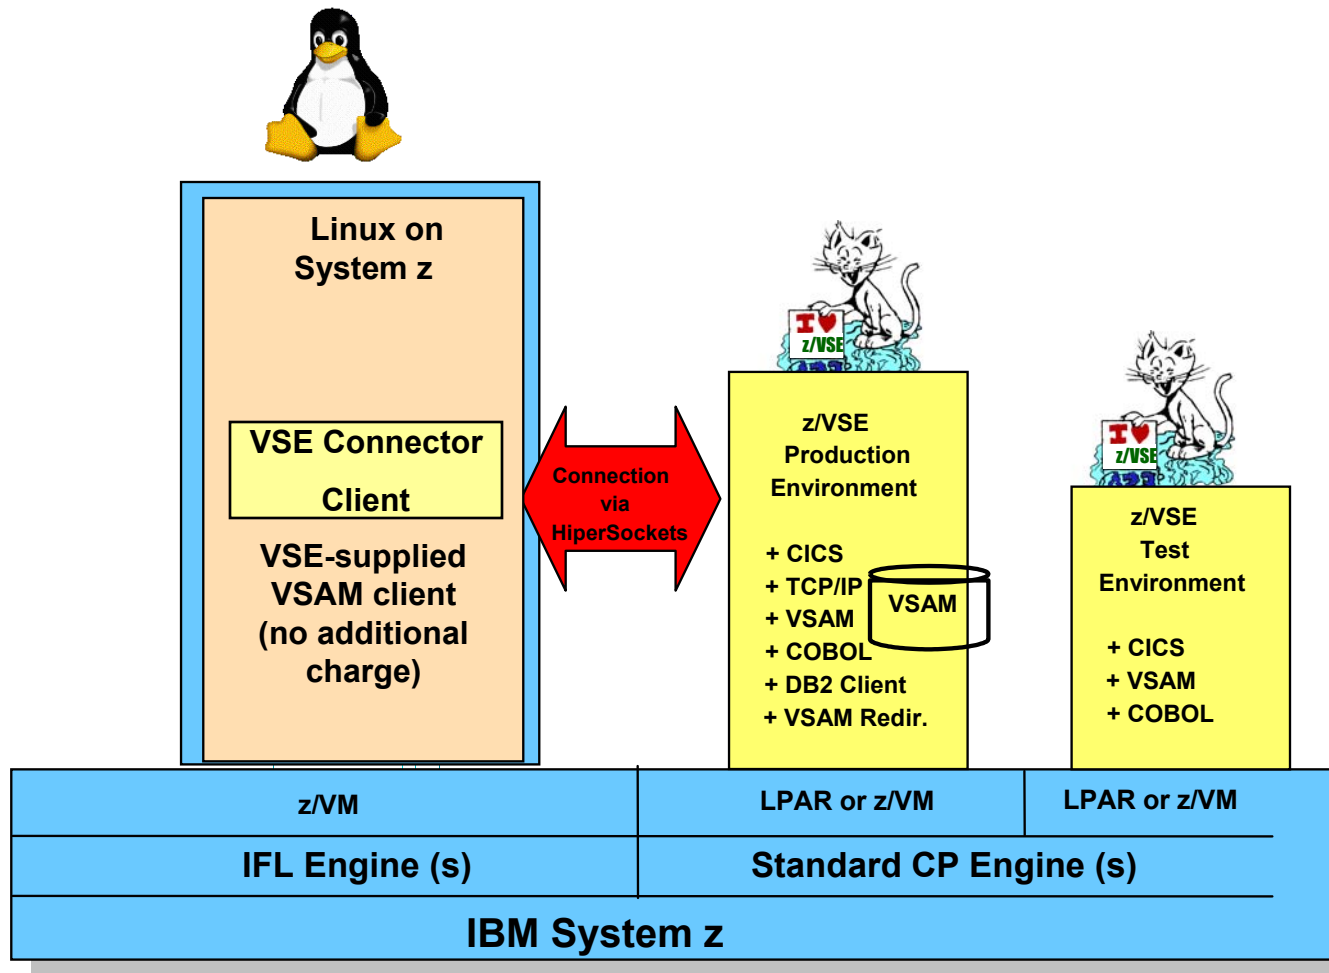 Linux on
System z
VSE Connector
Client
VSE-supplied
VSAM client
(no additional
charge)
Connection
via
HiperSockets
I
z/VSE
z/VSE
Production
Environment
+ CICS
+ TCP/IP
+ VSAM
+ COBOL
+ DB2 Client
+ VSAM Redir.
VSAM
I
z/VSE
z/VSE
Test
Environment
+ CICS
+ VSAM
+ COBOL
z/VM
LPAR or z/VM
LPAR or z/VM
IFL Engine (s)
Standard CP Engine (s)
IBM System z